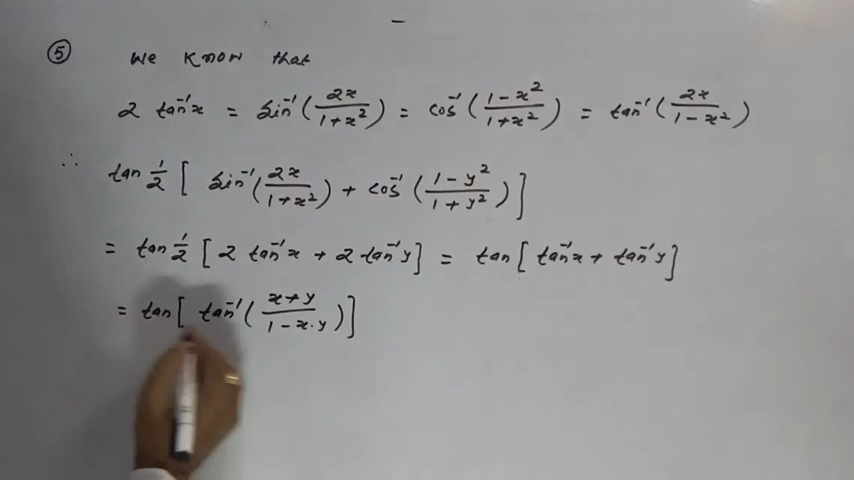 ⑤ We know that
2 tan⁻¹x = sin⁻¹(2x/1+x²) = cos⁻¹(1-x²/1+x²) = tan⁻¹(2x/1-x²)
∴ tan 1/2 [ sin⁻¹(2x/1+x²) + cos⁻¹(1-y²/1+y²) ]
= tan 1/2 [ 2 tan⁻¹x + 2 tan⁻¹y ] = tan [ tan⁻¹x + tan⁻¹y ]
= tan [ tan⁻¹(x+y/1-x.y) ]